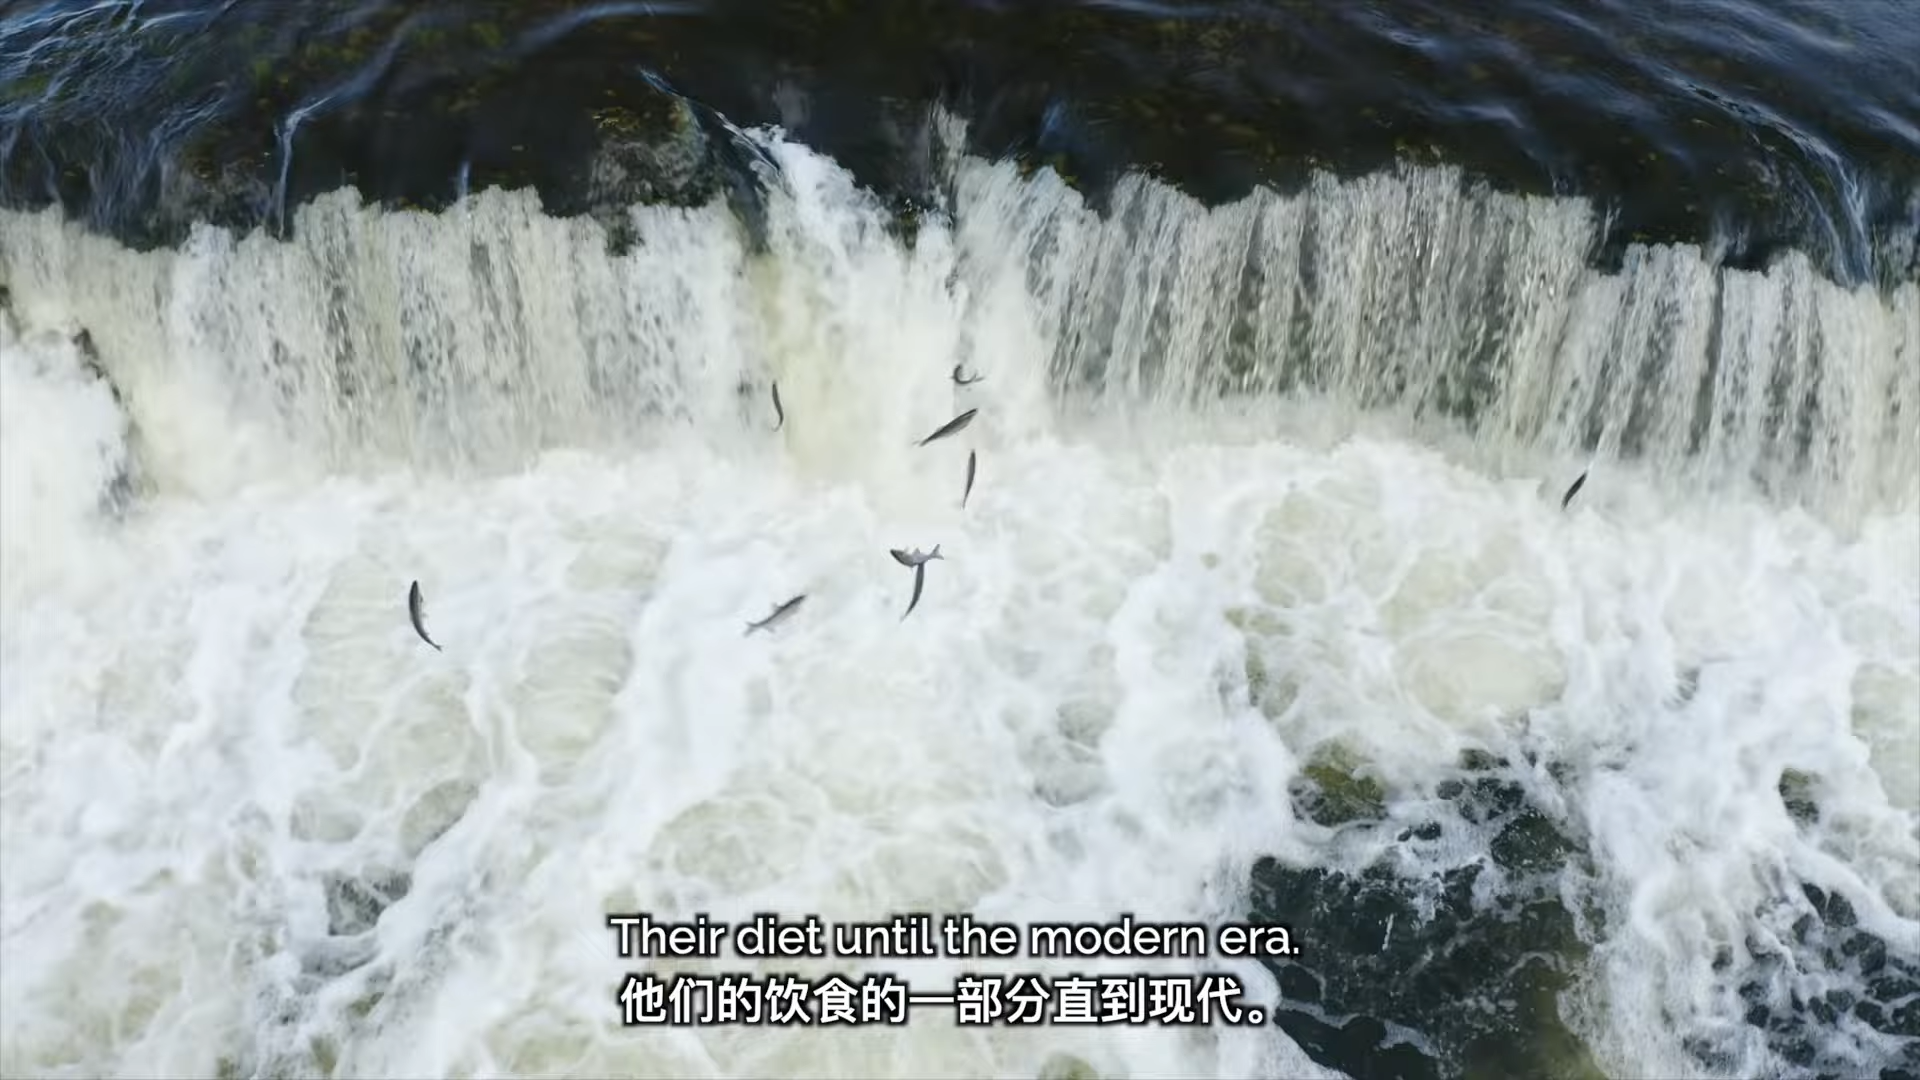 Their diet until the modern era.
他们的饮食的一部分直到现代。